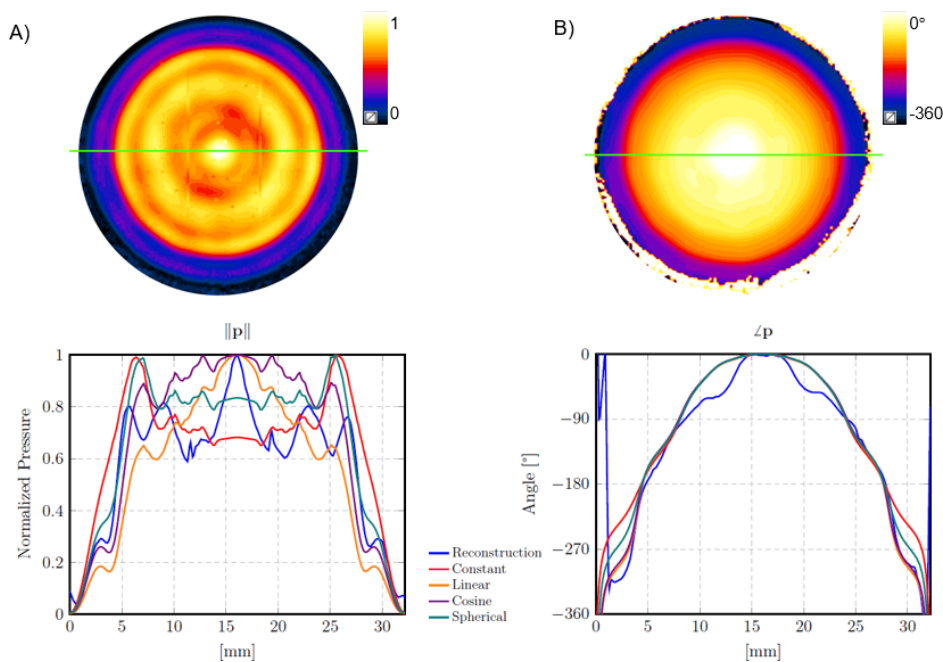 A)
1
0
B)
0°
-360
‖p‖
1
0.8
0.6
0.4
0.2
0
Normalized Pressure
0 5 10 15 20 25 30
[mm]
Reconstruction
Constant
Linear
Cosine
Spherical
∠p
0
−90
−180
−270
−360
Angle [°]
0 5 10 15 20 25 30
[mm]